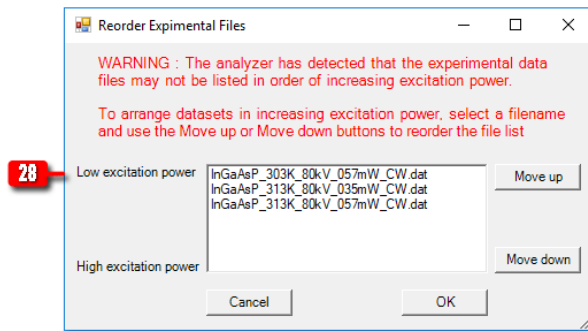 Reorder Expimental Files
WARNING : The analyzer has detected that the experimental data
files may not be listed in order of increasing excitation power.
To arrange datasets in increasing excitation power, select a filename
and use the Move up or Move down buttons to reorder the file list
28
Low excitation power
InGaAsP_303K_80kV_057mW_CW.dat
InGaAsP_313K_80kV_035mW_CW.dat
InGaAsP_313K_80kV_057mW_CW.dat
Move up
High excitation power
Move down
Cancel
OK